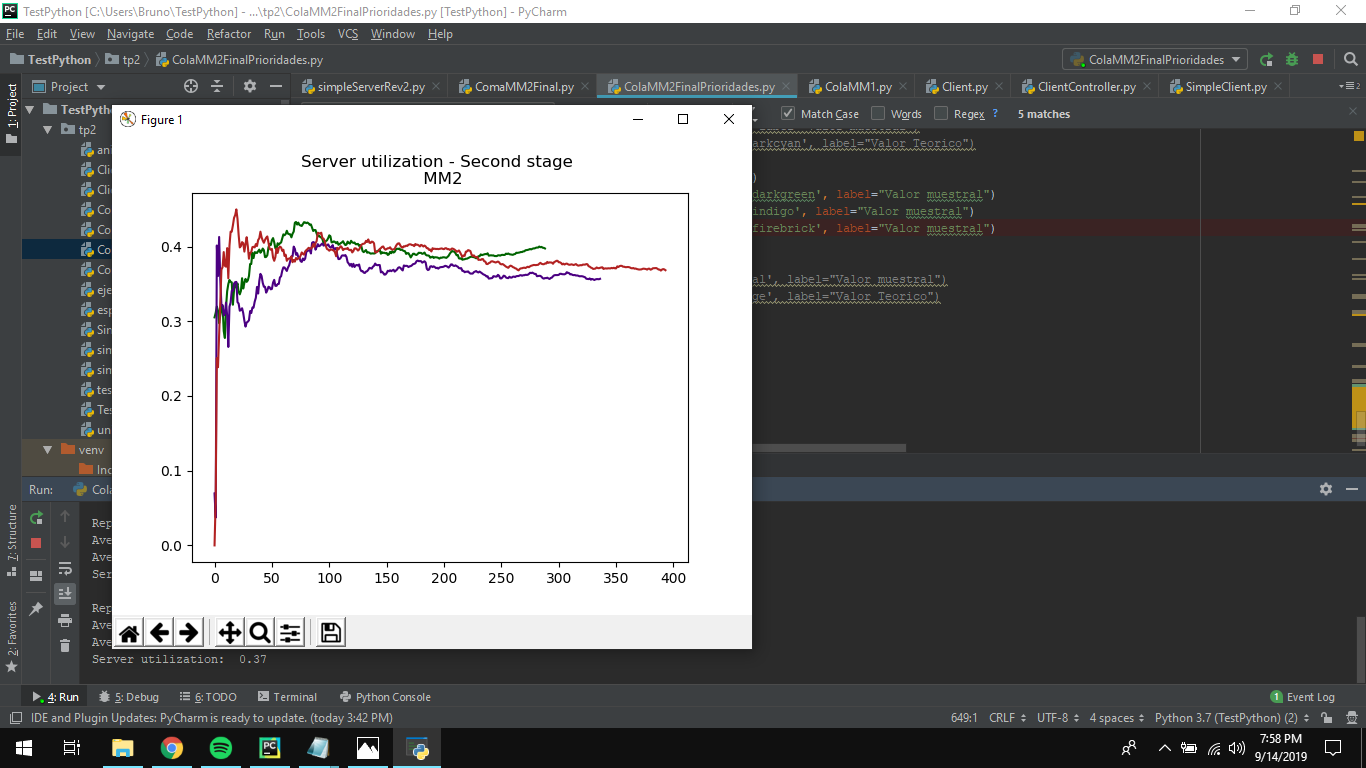 TestPython [C:\Users\Bruno\TestPython] - ...\tp2\ColaMM2FinalPrioridades.py [TestPython] - PyCharm
File Edit View Navigate Code Refactor Run Tools VCS Window Help
TestPython tp2 ColaMM2FinalPrioridades.py ColaMM2FinalPrioridades
1: Project Project simpleServerRev2.py ComaMM2Final.py ColaMM2FinalPrioridades.py ColaMM1.py Client.py ClientController.py SimpleClient.py
Match Case Words Regex ? 5 matches
TestPyth
tp2
an
Cli
Cli
Co
Co
Co
Co
eje
esp
Sin
sin
sin
tes
Tes
un
venv
Inc
arkcyan', label="Valor Teorico")
)
darkgreen', label="Valor muestral")
indigo', label="Valor muestral")
firebrick', label="Valor muestral")
al', label="Valor muestral")
ge', label="Valor Teorico")
Figure 1
Server utilization - Second stage
MM2
0.4
0.3
0.2
0.1
0.0
0 50 100 150 200 250 300 350 400
Run: Cola
7: Structure
2: Favorites
Rep
Ave
Ave
Ser
Rep
Ave
Ave
Server utilization: 0.37
4: Run 5: Debug 6: TODO Terminal Python Console 1 Event Log
IDE and Plugin Updates: PyCharm is ready to update. (today 3:42 PM) 649:1 CRLF UTF-8 4 spaces Python 3.7 (TestPython) (2)
7:58 PM
9/14/2019